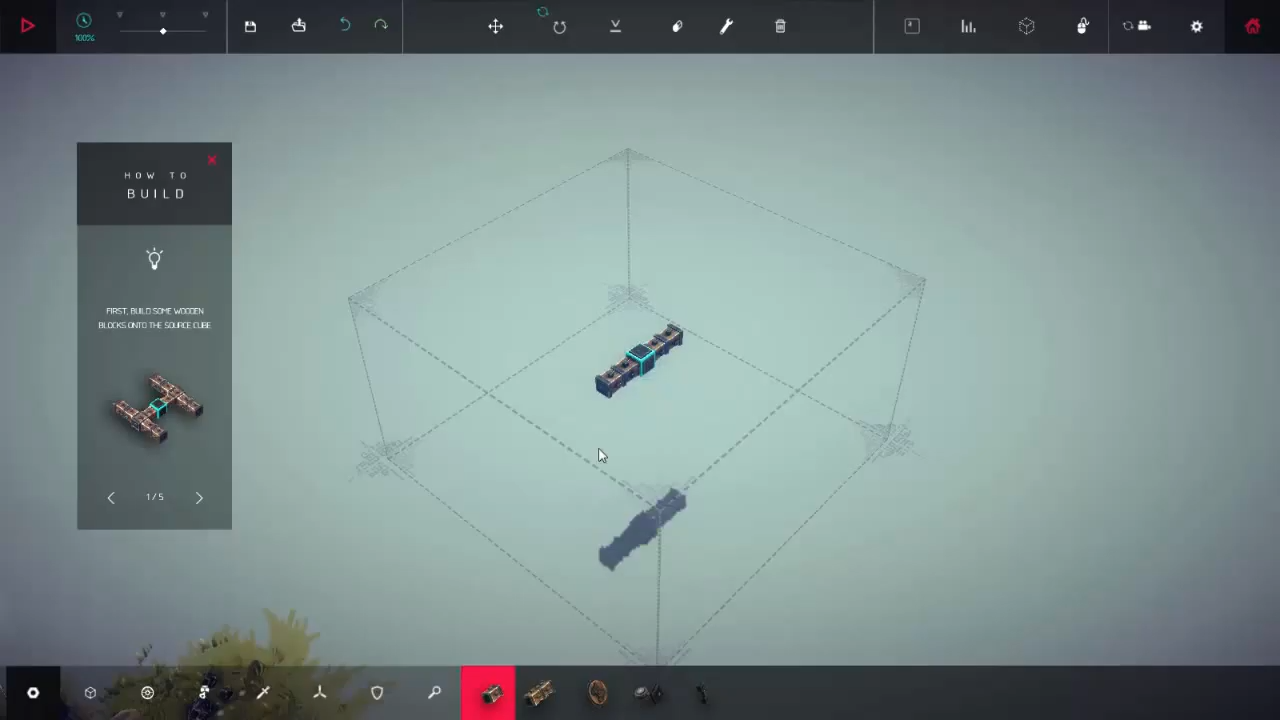 100%
HOW TO
BUILD
FIRST, BUILD SOME WOODEN
BLOCKS ONTO THE SOURCE CUBE
1/5